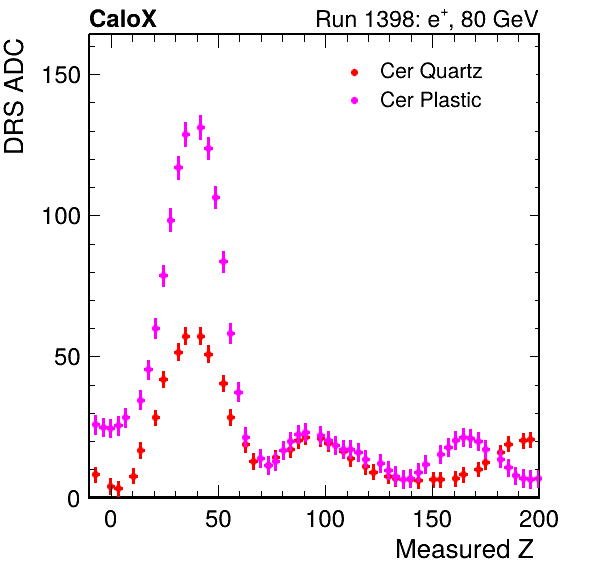 CaloX Run 1398: e⁺, 80 GeV
DRS ADC
Cer Quartz
Cer Plastic
150
100
50
0
0 50 100 150 200
Measured Z